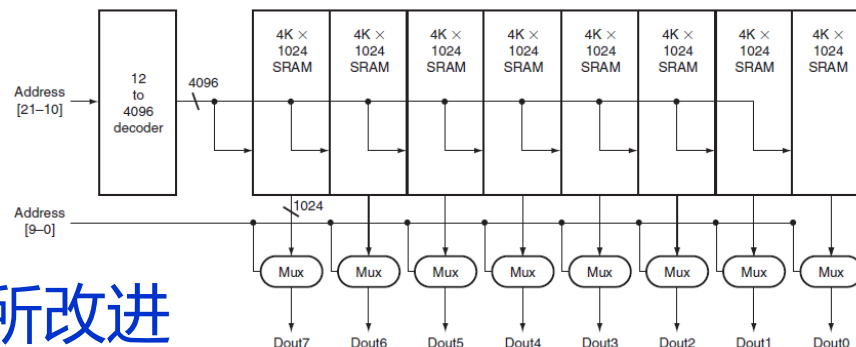 4K × 1024 SRAM
4K × 1024 SRAM
4K × 1024 SRAM
4K × 1024 SRAM
4K × 1024 SRAM
4K × 1024 SRAM
4K × 1024 SRAM
4K × 1024 SRAM
Address
[21–10]
12
to
4096
decoder
4096
Address
[9–0]
1024
Mux Mux Mux Mux Mux Mux Mux Mux
所改进
Dout7 Dout6 Dout5 Dout4 Dout3 Dout2 Dout1 Dout0